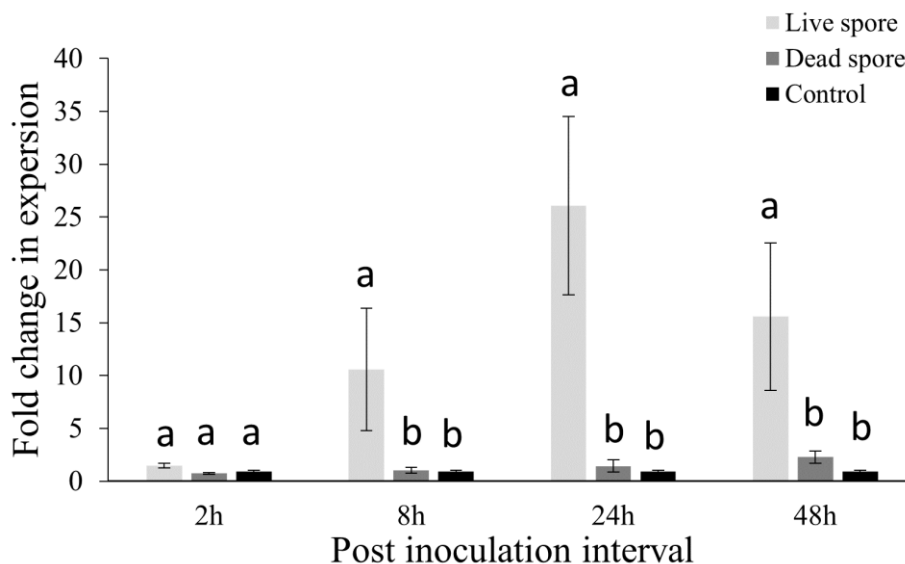 Live spore
Dead spore
Control
40
35
30
25
20
15
10
5
0
Fold change in expersion
a a a
a b b
a b b
a b b
2h 8h 24h 48h
Post inoculation interval